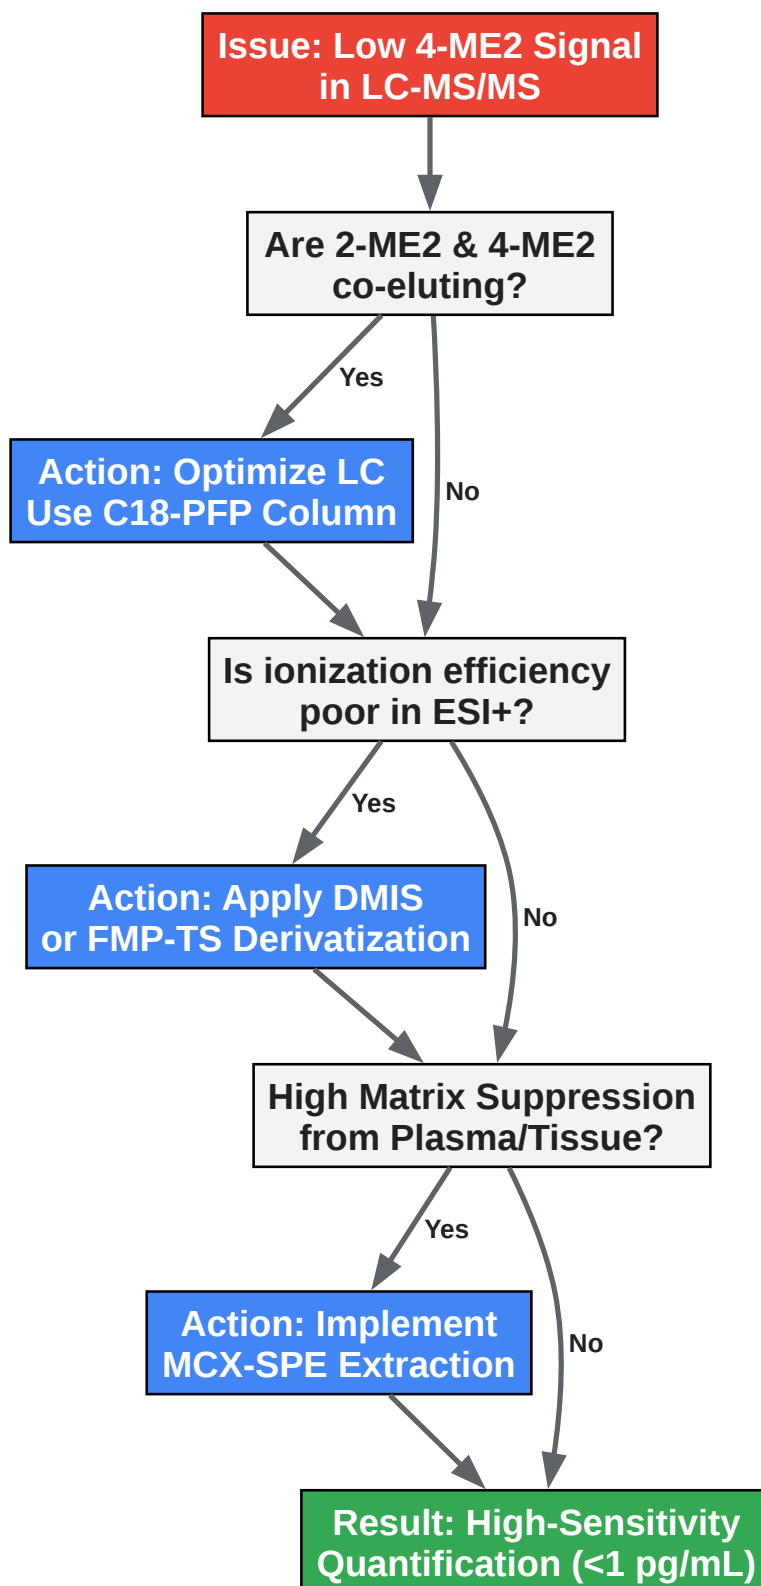 Issue: Low 4-ME2 Signal
in LC-MS/MS
Are 2-ME2 & 4-ME2
co-eluting?
Yes
Action: Optimize LC
Use C18-PFP Column
No
Is ionization efficiency
poor in ESI+?
Yes
Action: Apply DMIS
or FMP-TS Derivatization
No
High Matrix Suppression
from Plasma/Tissue?
Yes
Action: Implement
MCX-SPE Extraction
No
Result: High-Sensitivity
Quantification (<1 pg/mL)